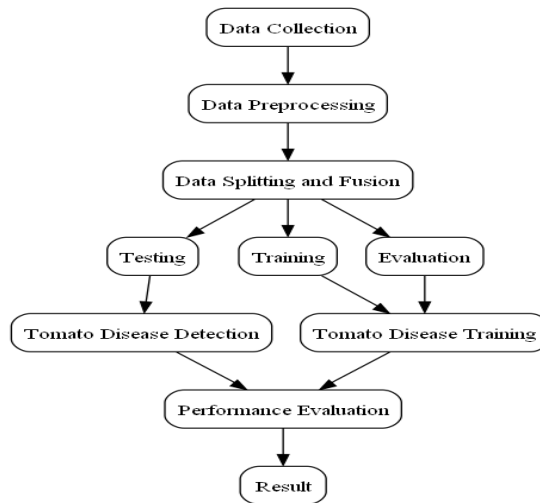 Data Collection
Data Preprocessing
Data Splitting and Fusion
Testing
Training
Evaluation
Tomato Disease Detection
Tomato Disease Training
Performance Evaluation
Result